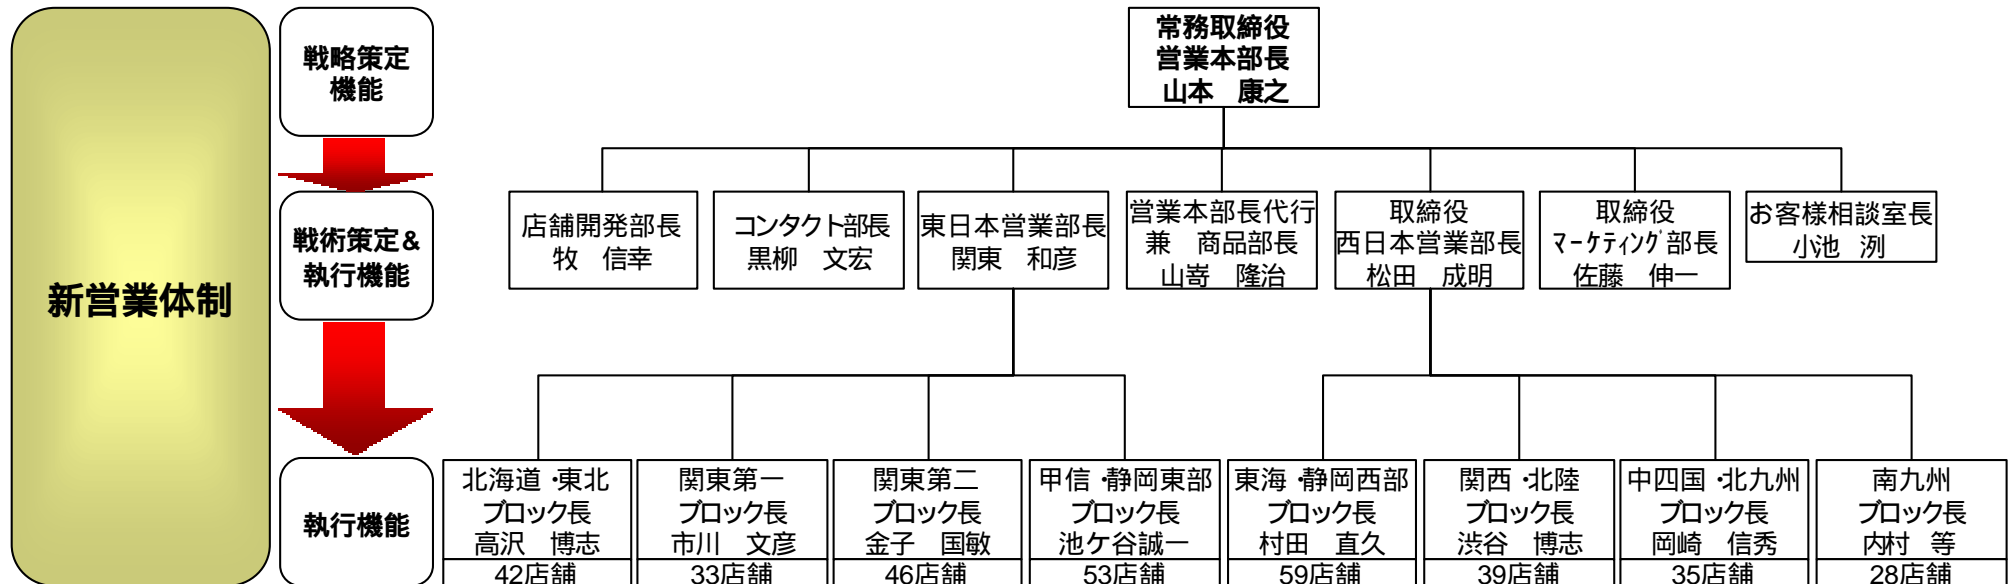 新営業体制
戦略策定
機能
戦術策定&
執行機能
執行機能
常務取締役
営業本部長
山本　康之
店舗開発部長
牧　信幸
コンタクト部長
黒柳　文宏
東日本営業部長
関東　和彦
営業本部長代行
兼　商品部長
山嵜　隆治
取締役
西日本営業部長
松田　成明
取締役
ﾏｰｹﾃｨﾝｸﾞ部長
佐藤　伸一
お客様相談室長
小池　洌
北海道・東北
ブロック長
高沢　博志
42店舗
関東第一
ブロック長
市川　文彦
33店舗
関東第二
ブロック長
金子　国敏
46店舗
甲信・静岡東部
ブロック長
池ケ谷誠一
53店舗
東海・静岡西部
ブロック長
村田　直久
59店舗
関西・北陸
ブロック長
渋谷　博志
39店舗
中四国・北九州
ブロック長
岡崎　信秀
35店舗
南九州
ブロック長
内村　等
28店舗